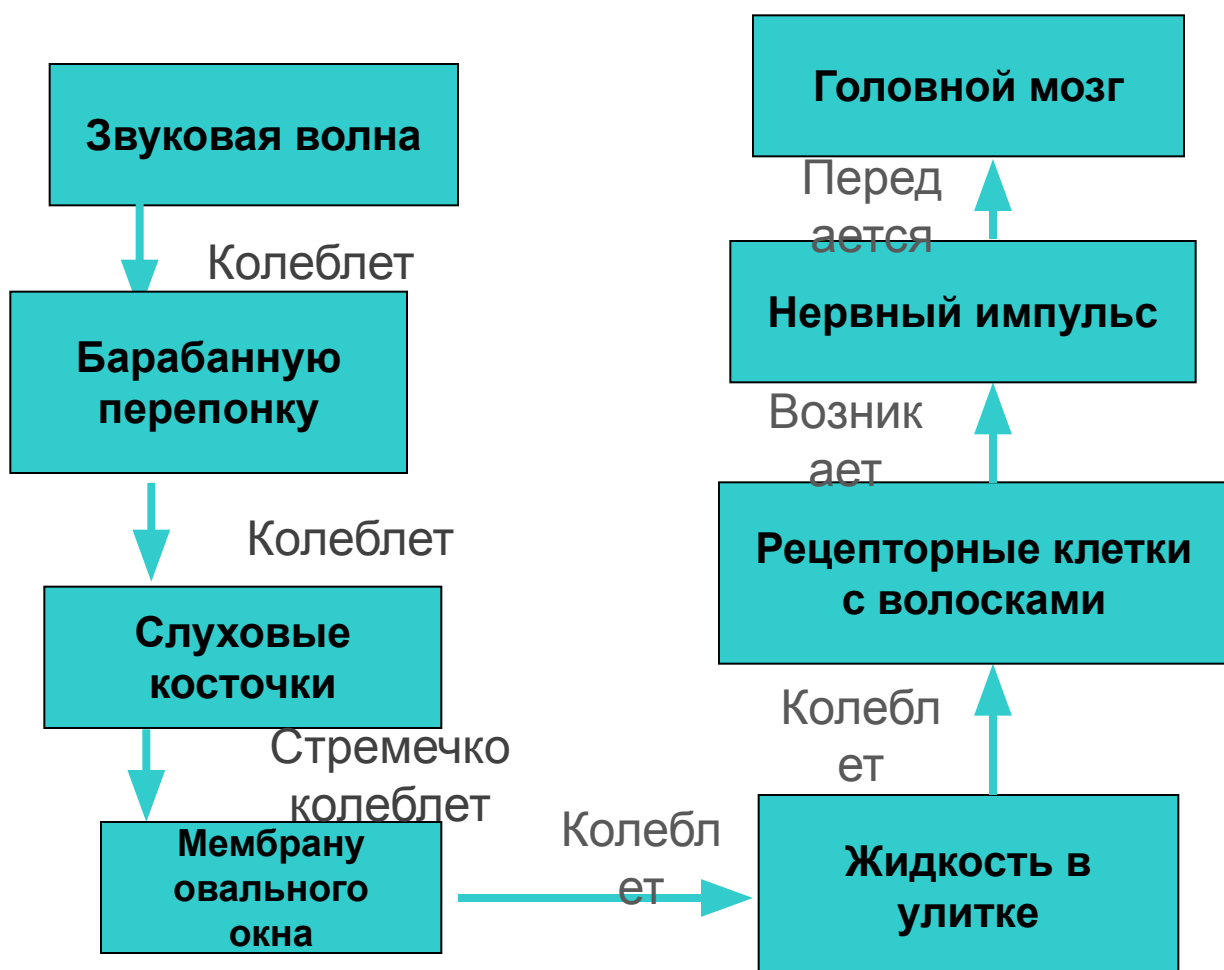 Звуковая волна
Колеблет
Барабанную
перепонку
Колеблет
Слуховые
косточки
Стремечко
колеблет
Мембрану
овального
окна
Колебл
ет
Жидкость в
улитке
Колебл
ет
Рецепторные клетки
с волосками
Возник
ает
Нервный импульс
Перед
ается
Головной мозг